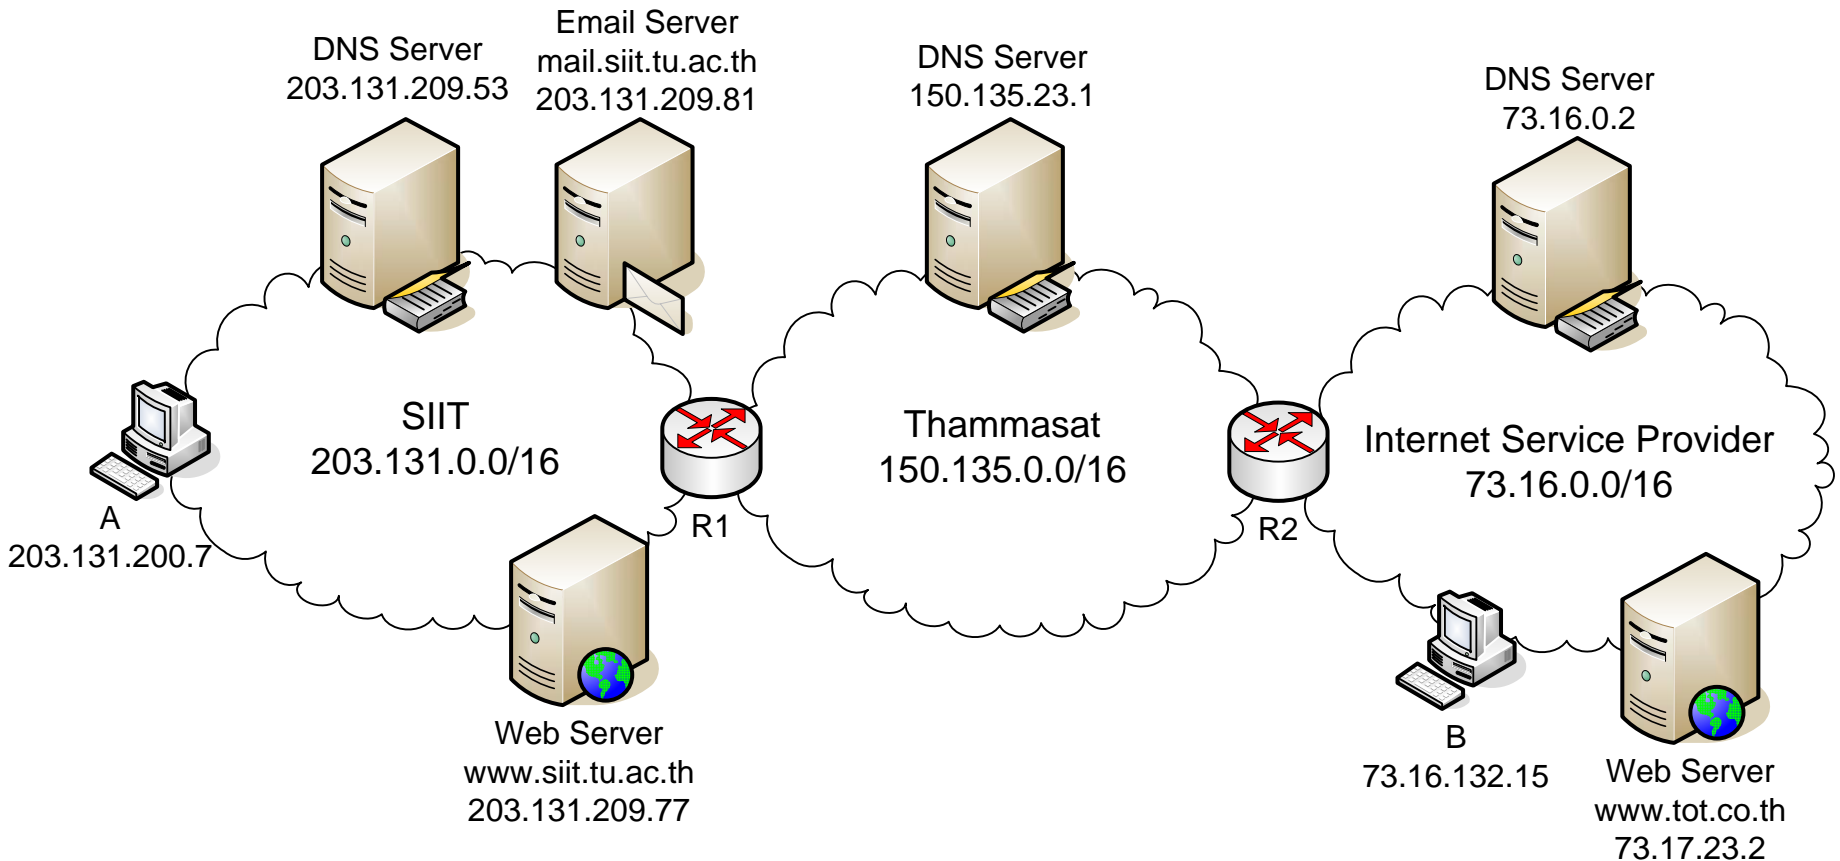 DNS Server
203.131.209.53
Email Server
mail.siit.tu.ac.th
203.131.209.81
DNS Server
150.135.23.1
DNS Server
73.16.0.2
SIIT
203.131.0.0/16
Thammasat
150.135.0.0/16
Internet Service Provider
73.16.0.0/16
A
203.131.200.7
R1
R2
Web Server
www.siit.tu.ac.th
203.131.209.77
B
73.16.132.15
Web Server
www.tot.co.th
73.17.23.2